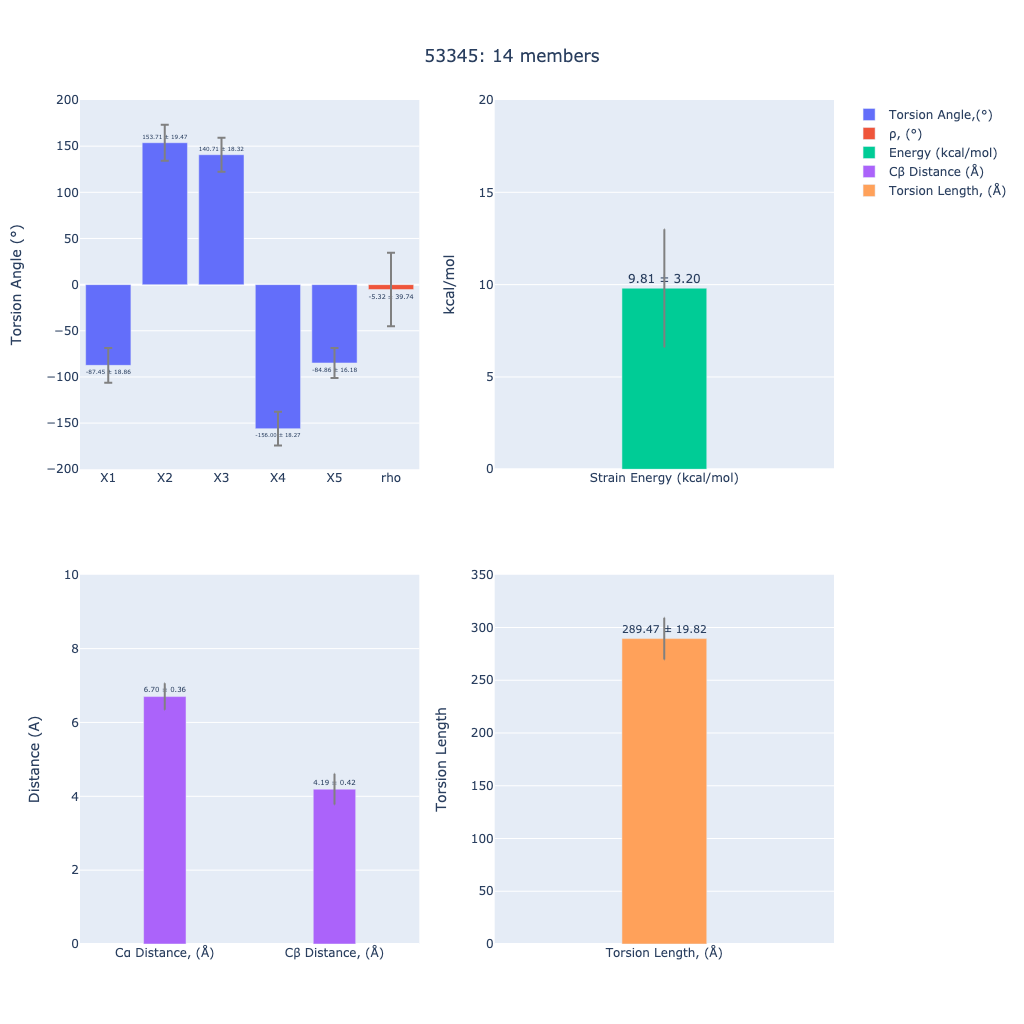 53345: 14 members
Torsion Angle (°)
200
150
100
50
0
−50
−100
−150
−200
-87.45 ± 18.86
153.71 ± 19.47
140.71 ± 18.32
-156.00 ± 18.27
-84.86 ± 16.18
-5.32 ± 39.74
X1 X2 X3 X4 X5 rho
kcal/mol
20
15
10
5
0
9.81 ± 3.20
Strain Energy (kcal/mol)
Torsion Angle,(°)
ρ, (°)
Energy (kcal/mol)
Cβ Distance (Å)
Torsion Length, (Å)
Distance (A)
10
8
6
4
2
0
6.70 ± 0.36
4.19 ± 0.42
Cα Distance, (Å) Cβ Distance, (Å)
Torsion Length
350
300
250
200
150
100
50
0
289.47 ± 19.82
Torsion Length, (Å)